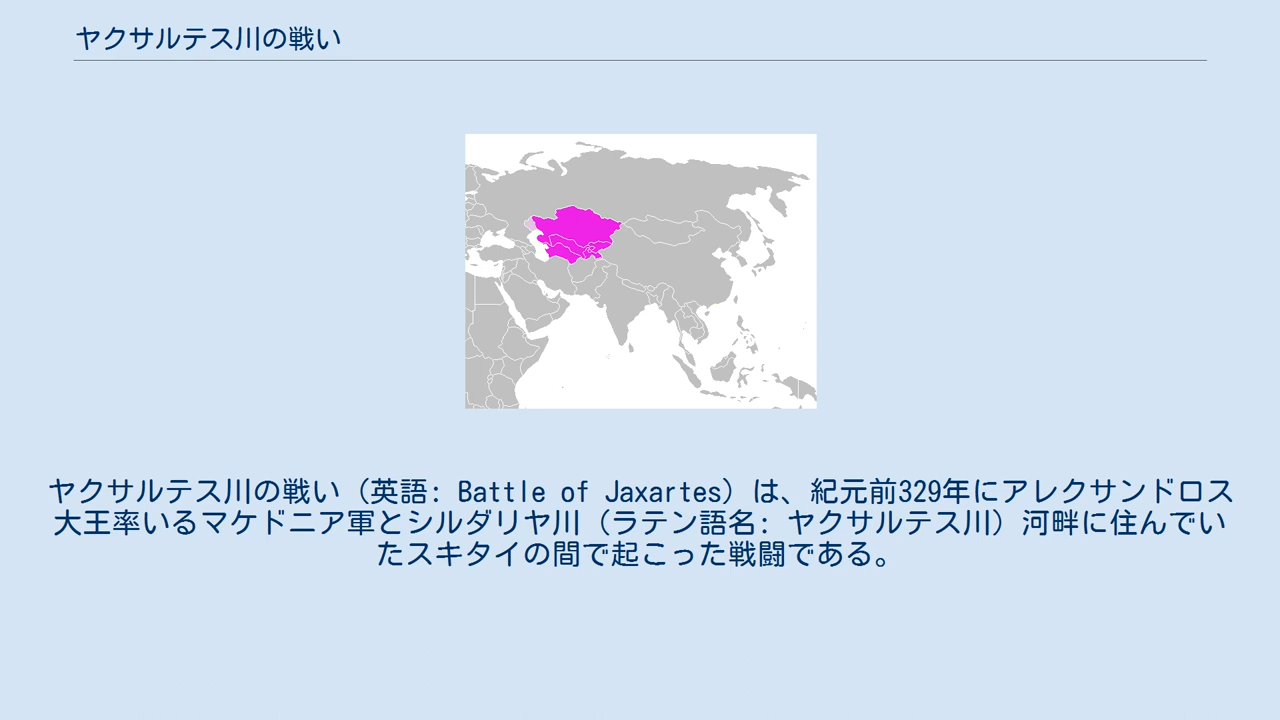 ヤクサルテス川の戦い
ヤクサルテス川の戦い（英語: Battle of Jaxartes）は、紀元前329年にアレクサンドロス
大王率いるマケドニア軍とシルダリヤ川（ラテン語名: ヤクサルテス川）河畔に住んでい
たスキタイの間で起こった戦闘である。